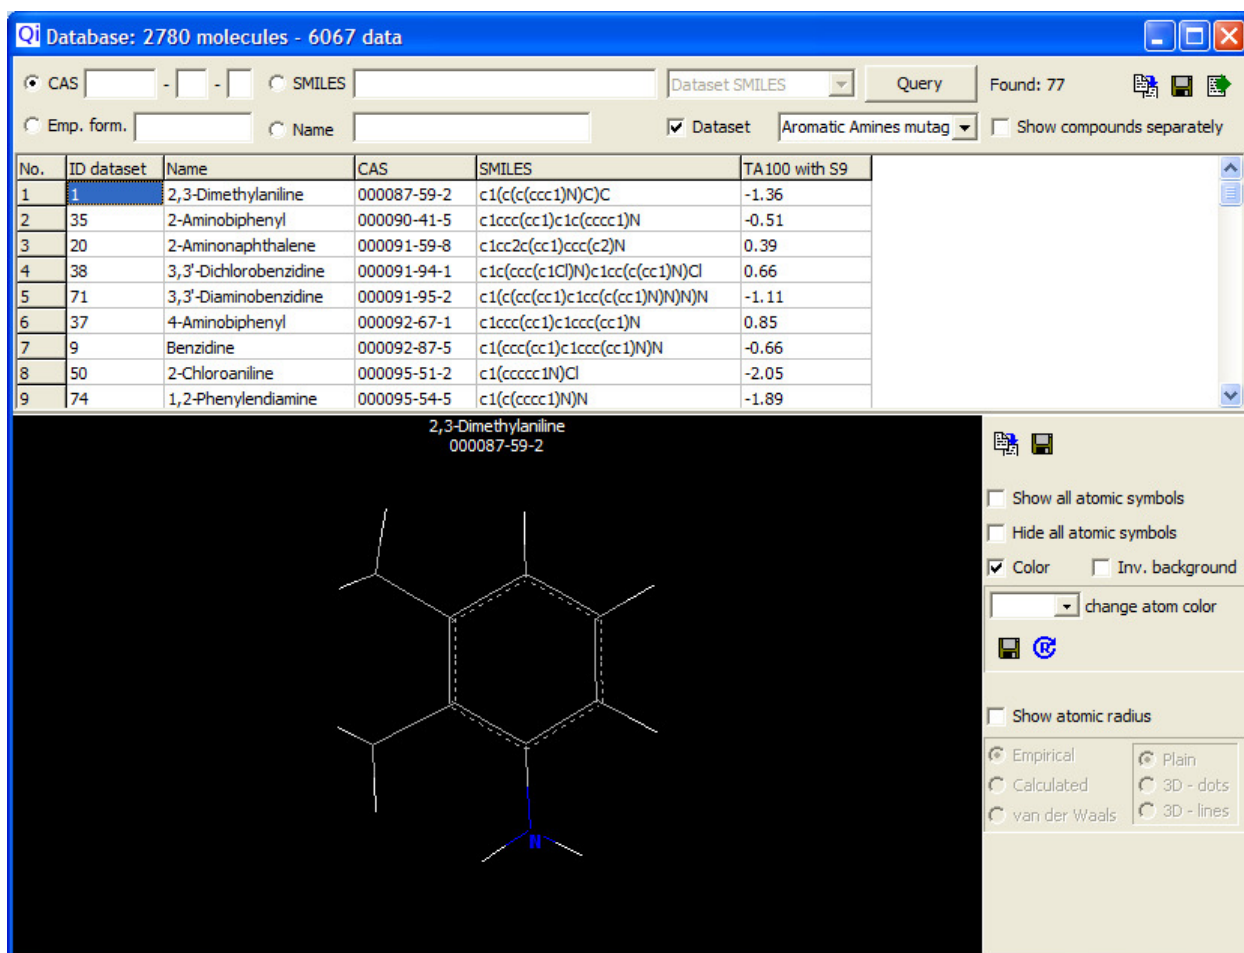 Qi Database: 2780 molecules - 6067 data
CAS - - SMILES Dataset SMILES Query Found: 77
Emp. form. Name Dataset Aromatic Amines mutag Show compounds separately
No. ID dataset Name CAS SMILES TA100 with S9
1 1 2,3-Dimethylaniline 000087-59-2 c1(c(c(ccc1)N)C)C -1.36
2 35 2-Aminobiphenyl 000090-41-5 c1ccc(cc1)c1c(cccc1)N -0.51
3 20 2-Aminonaphthalene 000091-59-8 c1cc2c(cc1)ccc(c2)N 0.39
4 38 3,3'-Dichlorobenzidine 000091-94-1 c1c(ccc(c1Cl)N)c1cc(c(cc1)N)Cl 0.66
5 71 3,3'-Diaminobenzidine 000091-95-2 c1(c(cc(cc1)c1cc(c(cc1)N)N)N)N -1.11
6 37 4-Aminobiphenyl 000092-67-1 c1ccc(cc1)c1ccc(cc1)N 0.85
7 9 Benzidine 000092-87-5 c1(ccc(cc1)c1ccc(cc1)N)N -0.66
8 50 2-Chloroaniline 000095-51-2 c1(ccccc1N)Cl -2.05
9 74 1,2-Phenylendiamine 000095-54-5 c1(c(cccc1)N)N -1.89
2,3-Dimethylaniline
000087-59-2
N
Show all atomic symbols
Hide all atomic symbols
Color Inv. background
change atom color
R
Show atomic radius
Empirical Plain
Calculated 3D - dots
van der Waals 3D - lines